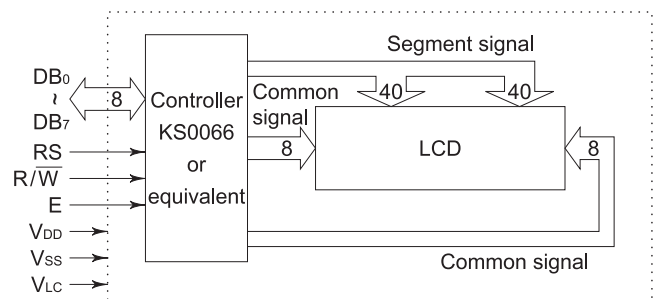 Segment signal
DB0
~
DB7
8
Controller
KS0066
or
equivalent
Common
signal
8
40
40
LCD
8
RS
R/W̅
E
VDD
VSS
VLC
Common signal